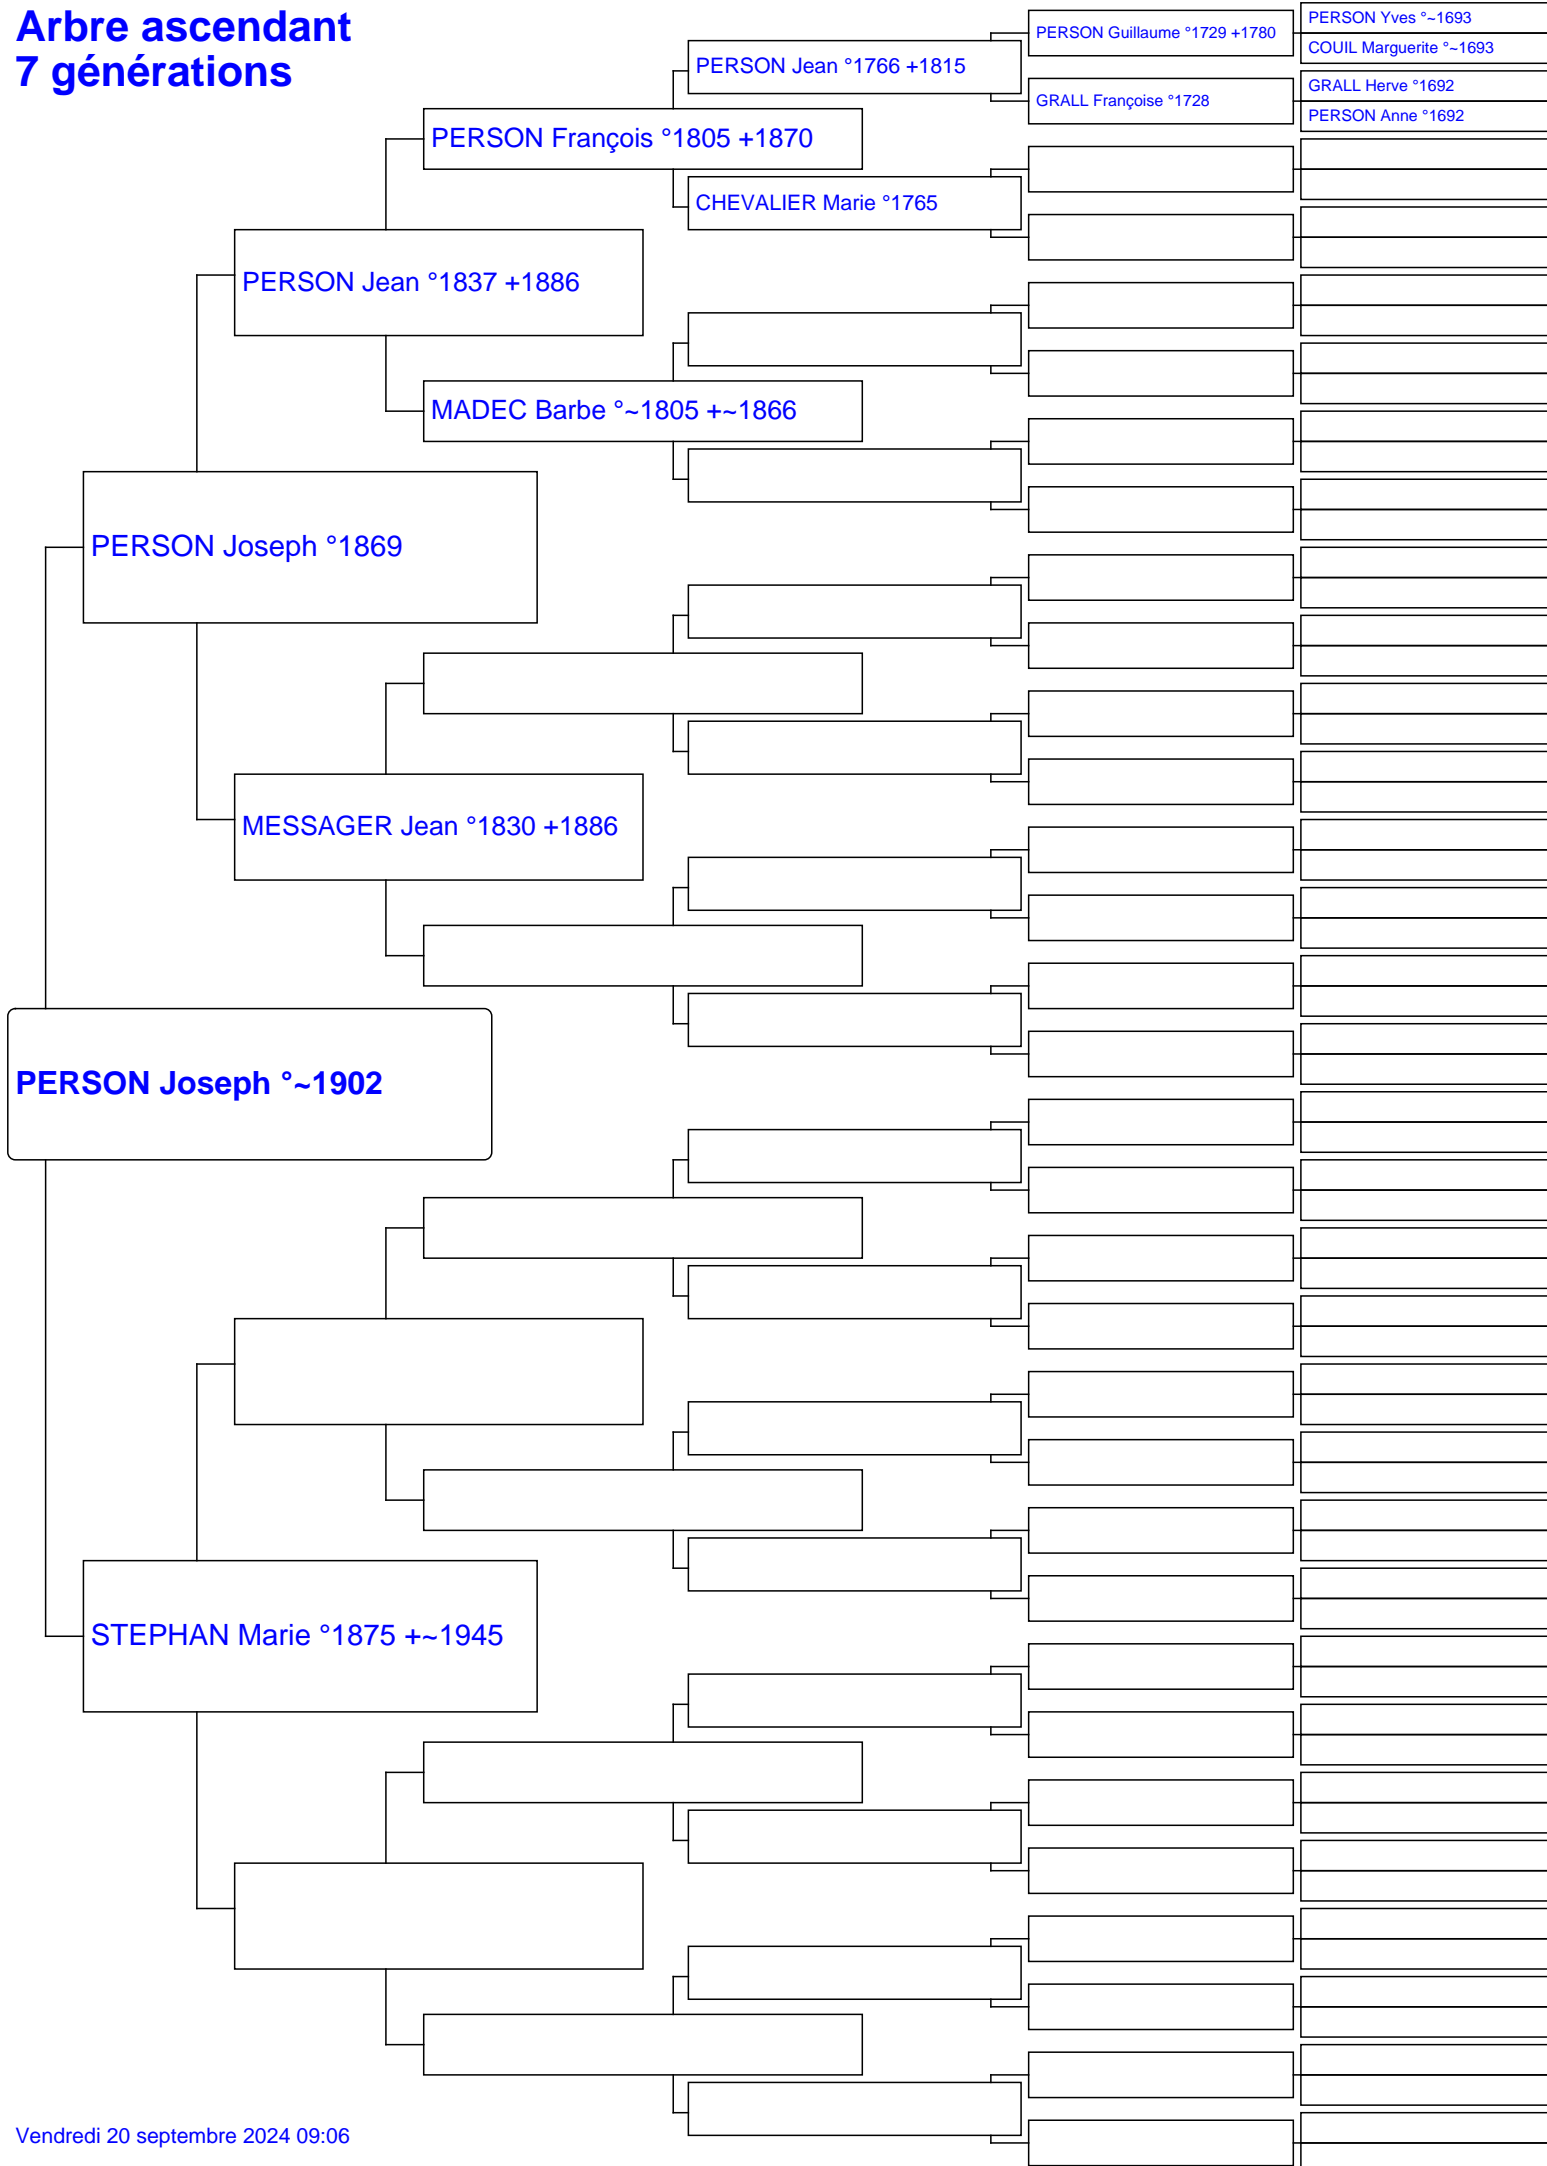 Arbre ascendant
7 générations
PERSON Yves °~1693
PERSON Guillaume °1729 +1780
COUIL Marguerite °~1693
PERSON Jean °1766 +1815
GRALL Herve °1692
GRALL Françoise °1728
PERSON Anne °1692
PERSON François °1805 +1870
CHEVALIER Marie °1765
PERSON Jean °1837 +1886
MADEC Barbe °~1805 +~1866
PERSON Joseph °1869
MESSAGER Jean °1830 +1886
PERSON Joseph °~1902
STEPHAN Marie °1875 +~1945
Vendredi 20 septembre 2024 09:06